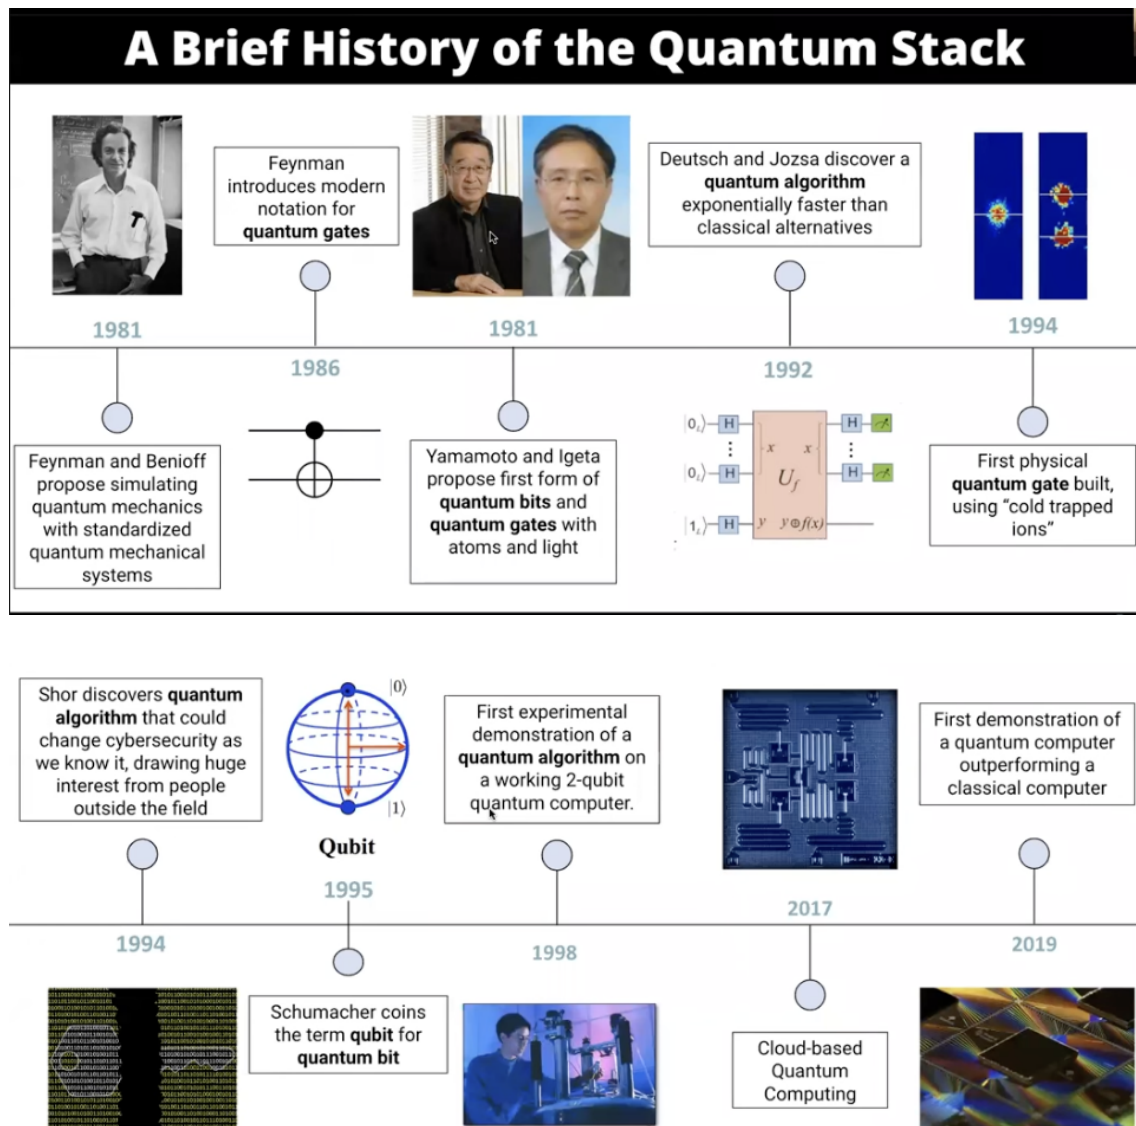 A Brief History of the Quantum Stack
Feynman
introduces modern
notation for
quantum gates
Deutsch and Jozsa discover a
quantum algorithm
exponentially faster than
classical alternatives
1981
1986
1981
1992
1994
Feynman and Benioff
propose simulating
quantum mechanics
with standardized
quantum mechanical
systems
Yamamoto and Igeta
propose first form of
quantum bits and
quantum gates with
atoms and light
|0_L⟩ H H
x x
|0_L⟩ H H
U_f
|1_L⟩ H y y⊕f(x)
First physical
quantum gate built,
using “cold trapped
ions”
Shor discovers quantum
algorithm that could
change cybersecurity as
we know it, drawing huge
interest from people
outside the field
|0⟩
|1⟩
Qubit
First experimental
demonstration of a
quantum algorithm on
a working 2-qubit
quantum computer.
First demonstration of
a quantum computer
outperforming a
classical computer
1994
1995
1998
2017
2019
Schumacher coins
the term qubit for
quantum bit
Cloud-based
Quantum
Computing